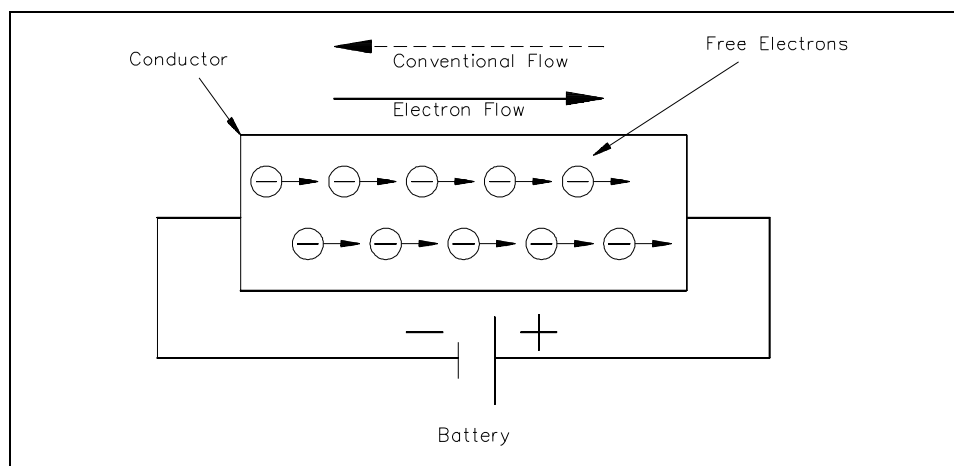 Conductor
Conventional Flow
Free Electrons
Electron Flow
− +
Battery